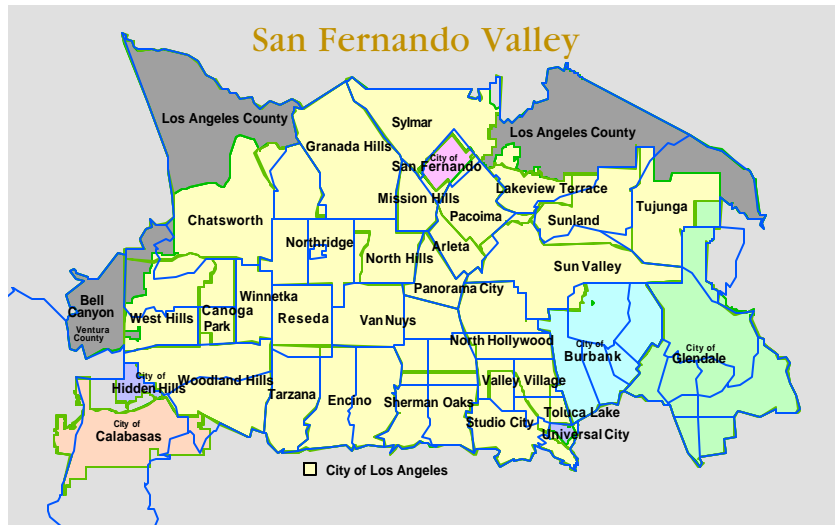 San Fernando Valley
Los Angeles County
Sylmar
Los Angeles County
Granada Hills
City of
San Fernando
Lakeview Terrace
Mission Hills
Tujunga
Chatsworth
Pacoima
Sunland
Northridge
Arleta
North Hills
Sun Valley
Panorama City
Bell
Canyon
Ventura
County
Winnetka
West Hills
Canoga
Park
Reseda
Van Nuys
North Hollywood
City of
Burbank
City of
Glendale
City of
Hidden Hills
Woodland Hills
Valley Village
Tarzana
Encino
Sherman Oaks
Toluca Lake
Studio City
City of
Calabasas
Universal City
City of Los Angeles